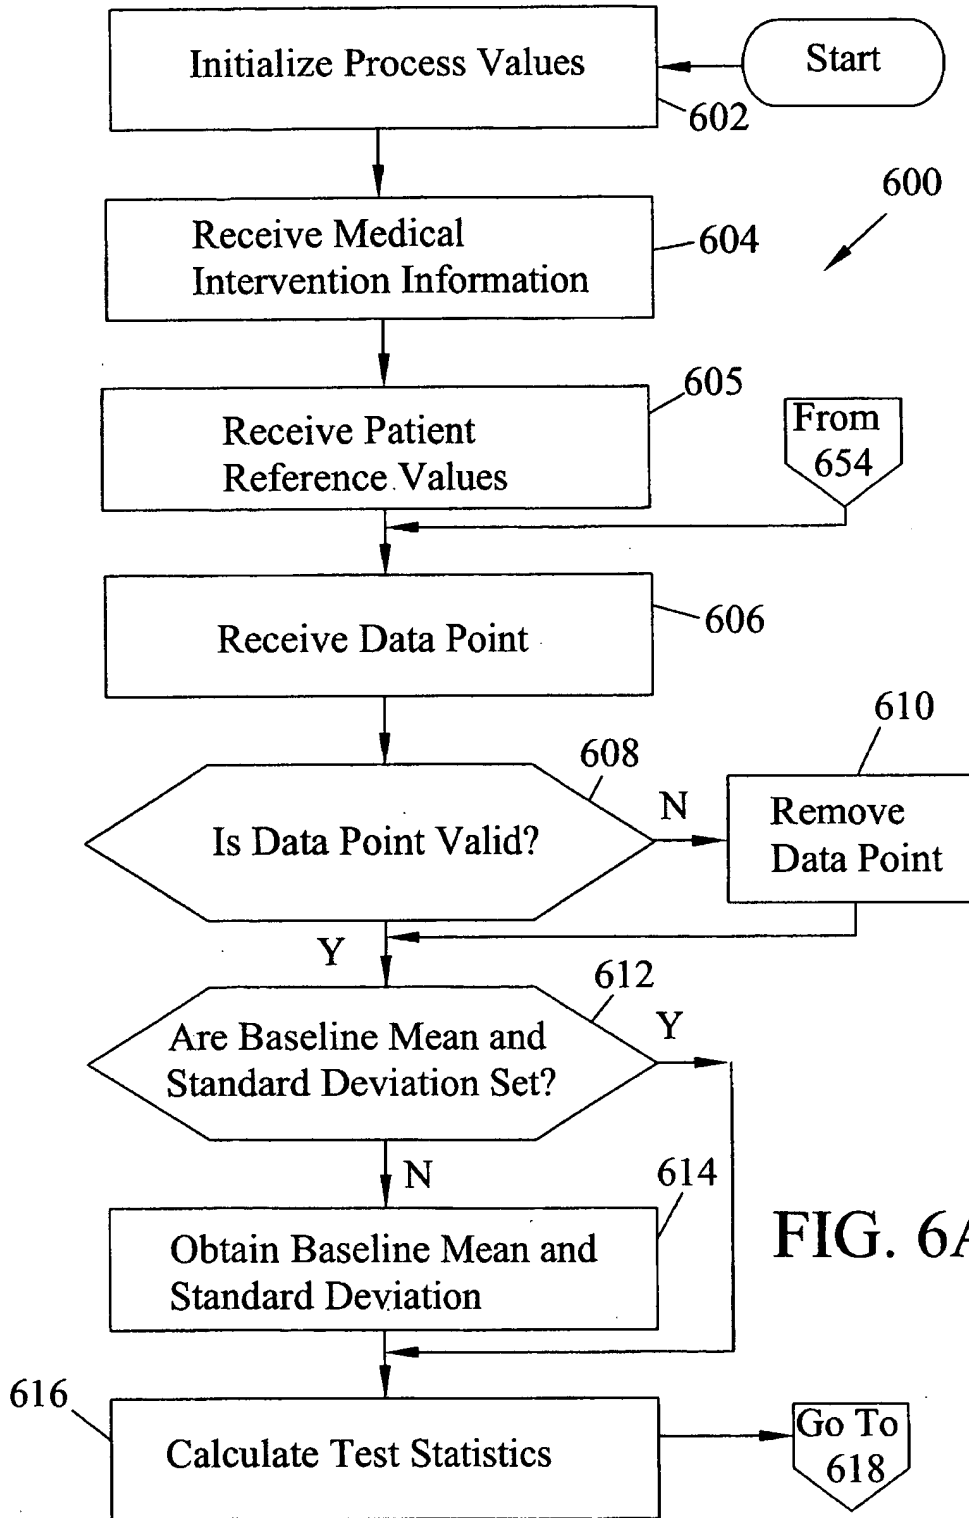 Initialize Process Values
Start
602
600
Receive Medical
Intervention Information
604
605
Receive Patient
Reference Values
From
654
Receive Data Point
606
608
610
Is Data Point Valid?
N
Remove
Data Point
Y
612
Are Baseline Mean and
Standard Deviation Set?
Y
N
614
Obtain Baseline Mean and
Standard Deviation
FIG. 6A
616
Calculate Test Statistics
Go To
618